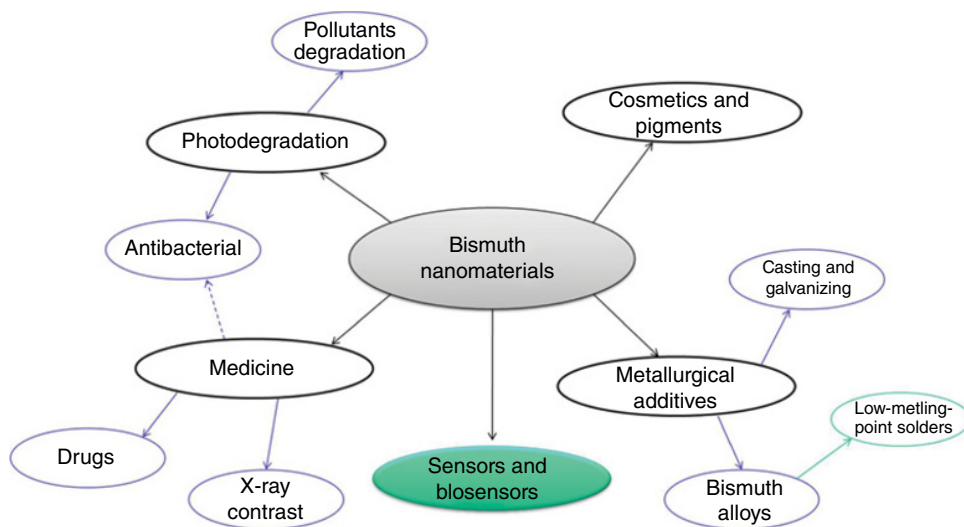 Pollutants
degradation
Cosmetics and
pigments
Photodegradation
Antibacterial
Bismuth
nanomaterials
Casting and
galvanizing
Medicine
Metallurgical
additives
Low-metling-
point solders
Drugs
X-ray
contrast
Sensors and
blosensors
Bismuth
alloys